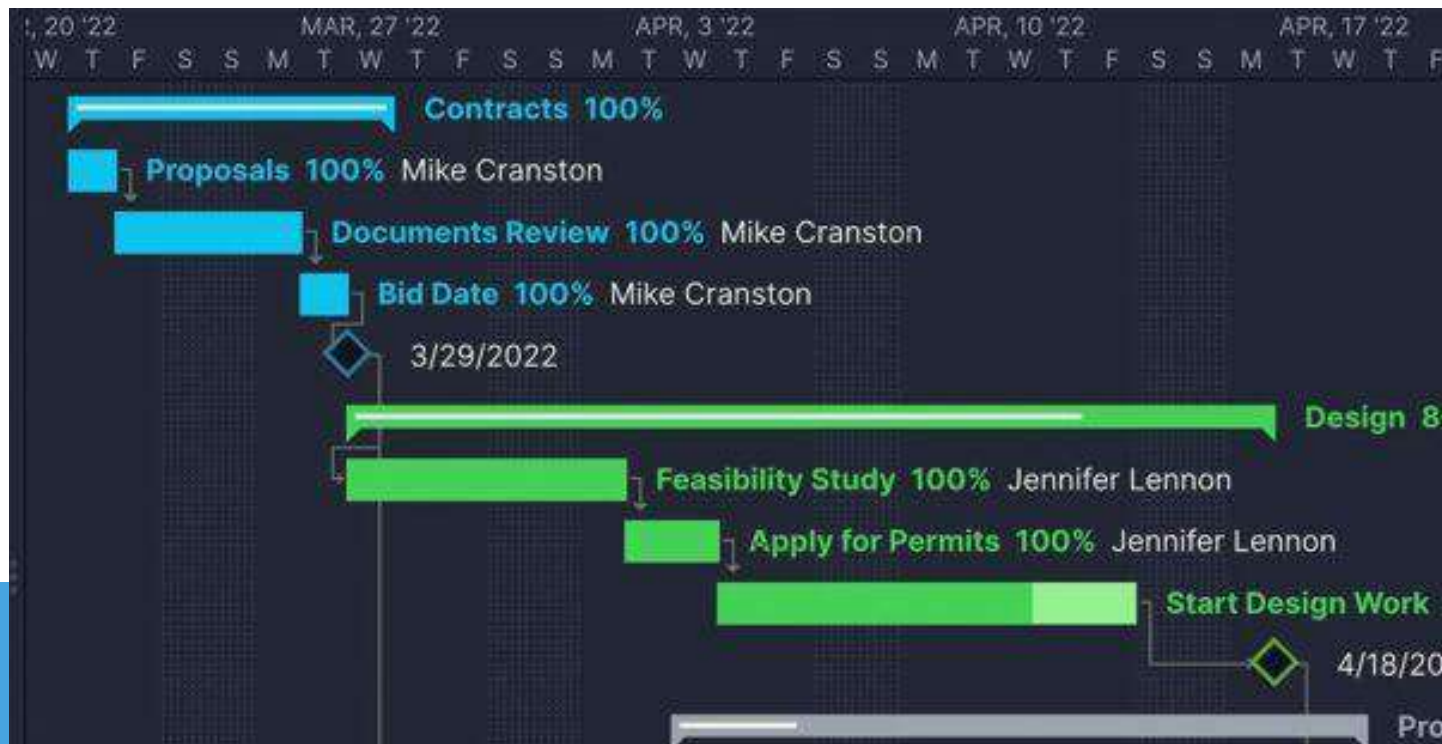 , 20 '22 MAR, 27 '22 APR, 3 '22 APR, 10 '22 APR, 17 '22
W T F S S M T W T F S S M T W T F S S M T W T F S S M T W T F
Contracts 100%
Proposals 100% Mike Cranston
Documents Review 100% Mike Cranston
Bid Date 100% Mike Cranston
3/29/2022
Design 8
Feasibility Study 100% Jennifer Lennon
Apply for Permits 100% Jennifer Lennon
Start Design Work
4/18/20
Pro